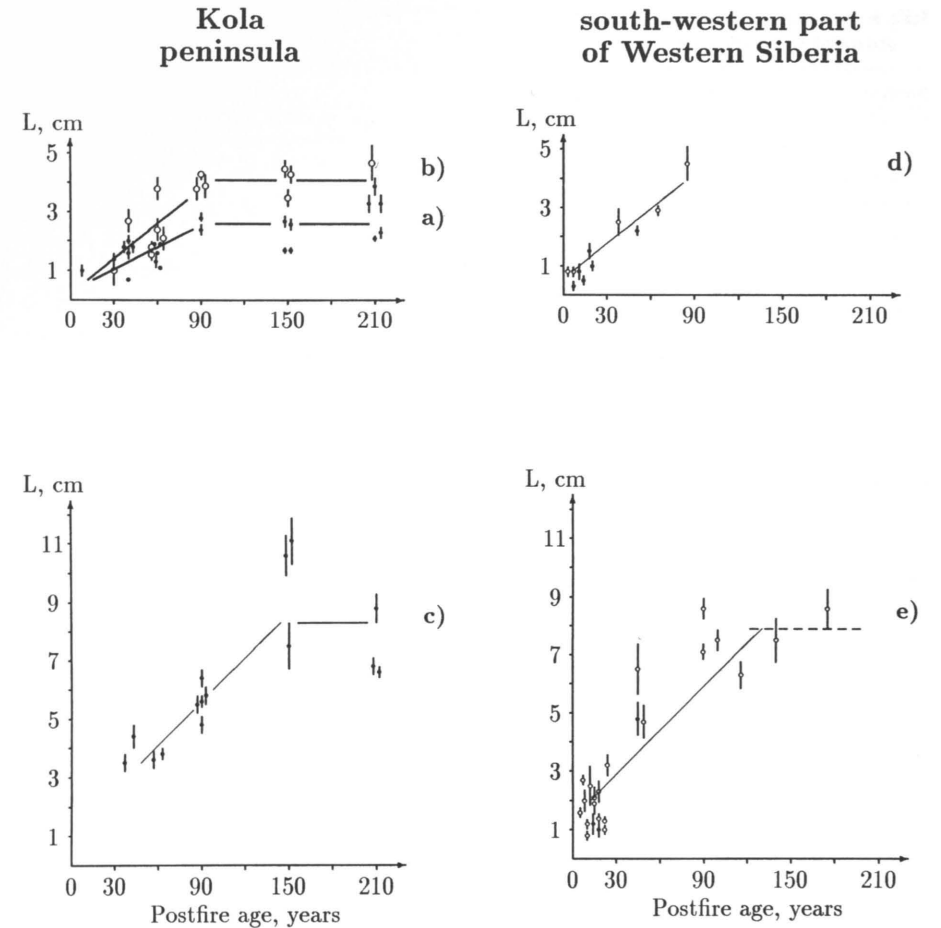 Kola
peninsula
south-western part
of Western Siberia
L, cm
5
3
1
0 30 90 150 210
b)
a)
L, cm
5
3
1
0 30 90 150 210
d)
L, cm
11
9
7
5
3
1
0 30 90 150 210
Postfire age, years
c)
L, cm
11
9
7
5
3
1
0 30 90 150 210
Postfire age, years
e)